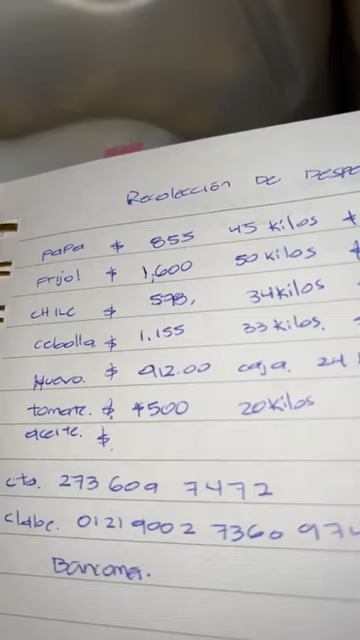 Recolección De Despe
papa $ 855 45 Kilos
Frijol $ 1,600 50 Kilos
CHILE $ 578, 34 Kilos
cebolla $ 1.155 33 Kilos.
Huevo. $ 912.00 caja. 24
tomate. $ 500 20 Kilos
aceite. $
cta. 273 609 7472
clabe. 0121 9002 7360 974
Bancomer.